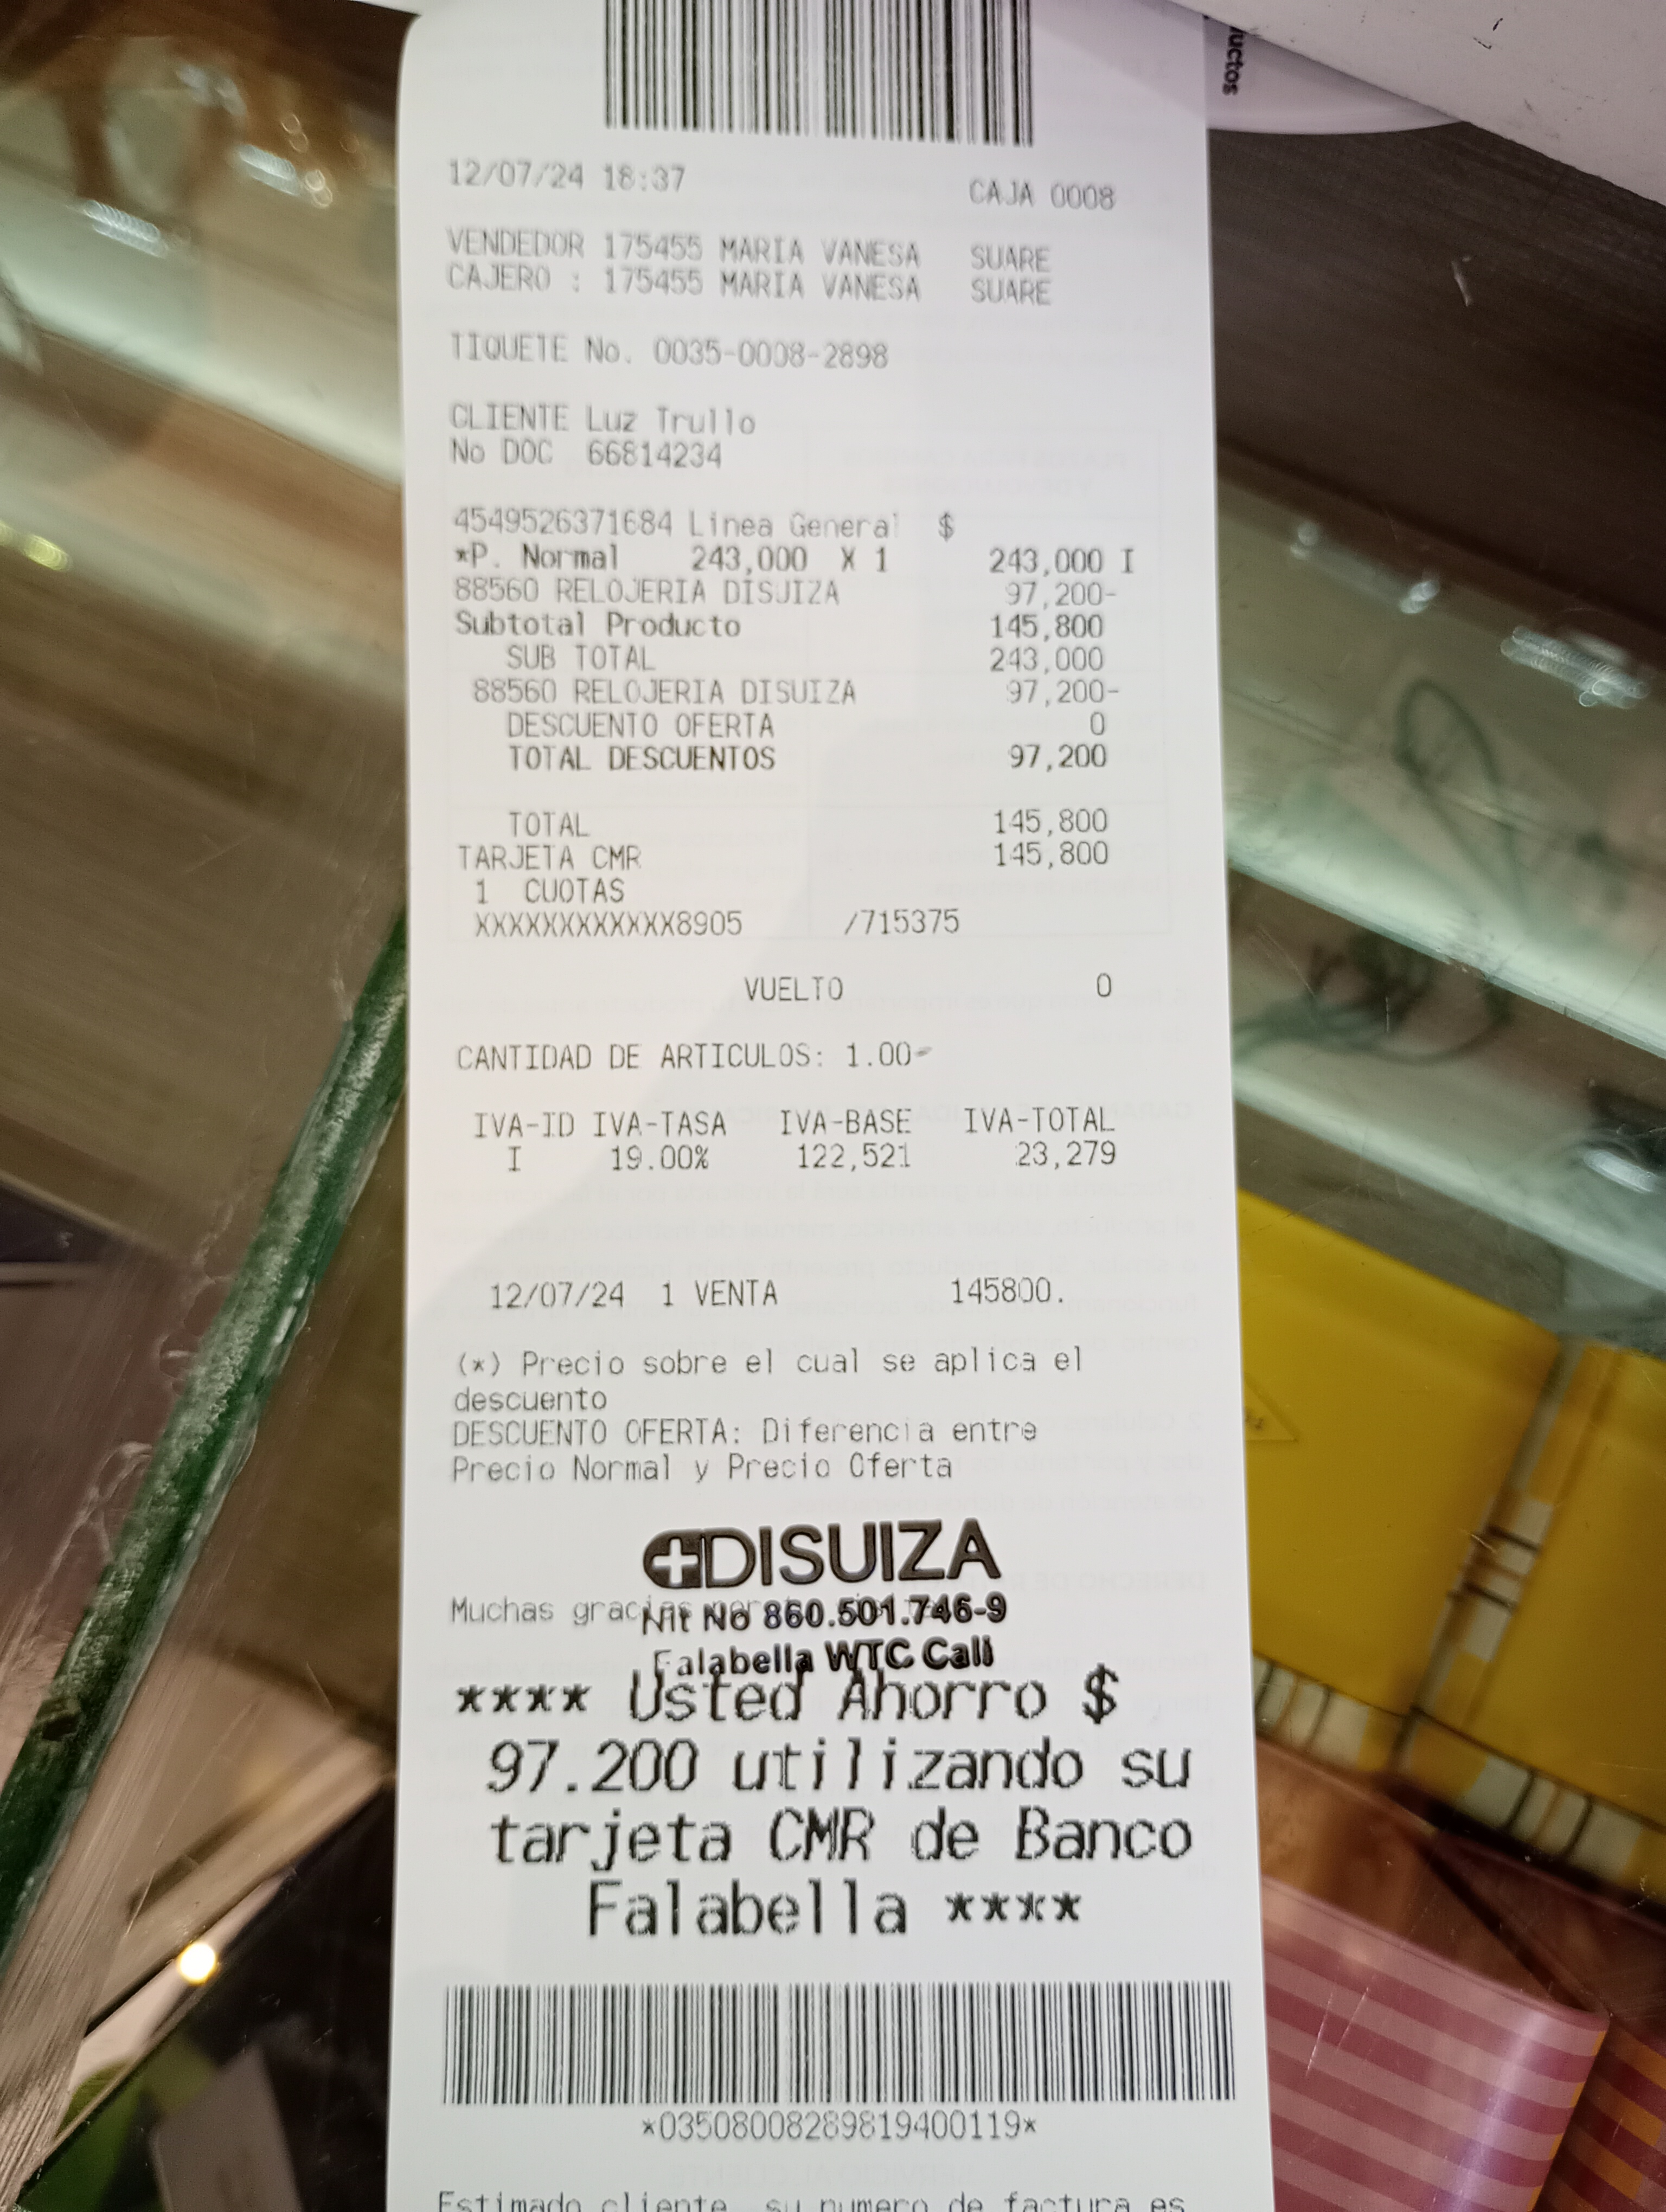 uctos
12/07/24 18:37 CAJA 0008
VENDEDOR 175455 MARIA VANESA SUARE
CAJERO : 175455 MARIA VANESA SUARE
TIQUETE No. 0035-0008-2898
CLIENTE Luz Trullo
No DOC 66814234
4549526371684 Linea General $
*P. Normal 243,000 X 1 243,000 I
88560 RELOJERIA DISUIZA 97,200-
Subtotal Producto 145,800
SUB TOTAL 243,000
88560 RELOJERIA DISUIZA 97,200-
DESCUENTO OFERTA 0
TOTAL DESCUENTOS 97,200
TOTAL 145,800
TARJETA CMR 145,800
1 CUOTAS
XXXXXXXXXXXX8905 /715375
VUELTO 0
CANTIDAD DE ARTICULOS: 1.00
IVA-ID IVA-TASA IVA-BASE IVA-TOTAL
I 19.00% 122,521 23,279
12/07/24 1 VENTA 145800.
(*) Precio sobre el cual se aplica el
descuento
DESCUENTO OFERTA: Diferencia entre
Precio Normal y Precio Oferta
DISUIZA
Muchas gracias
Nit No 860.501.746-9
Falabella WTC Cali
**** Usted Ahorro $
97.200 utilizando su
tarjeta CMR de Banco
Falabella ****
*03508008289819400119*
Estimado cliente, su numero de factura es